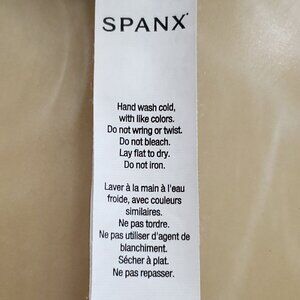 SPANX
Hand wash cold,
with like colors.
Do not wring or twist.
Do not bleach.
Lay flat to dry.
Do not iron.
Laver à la main à l'eau
froide, avec couleurs
similaires.
Ne pas tordre.
Ne pas utiliser d'agent de
blanchiment.
Sécher à plat.
Ne pas repasser.